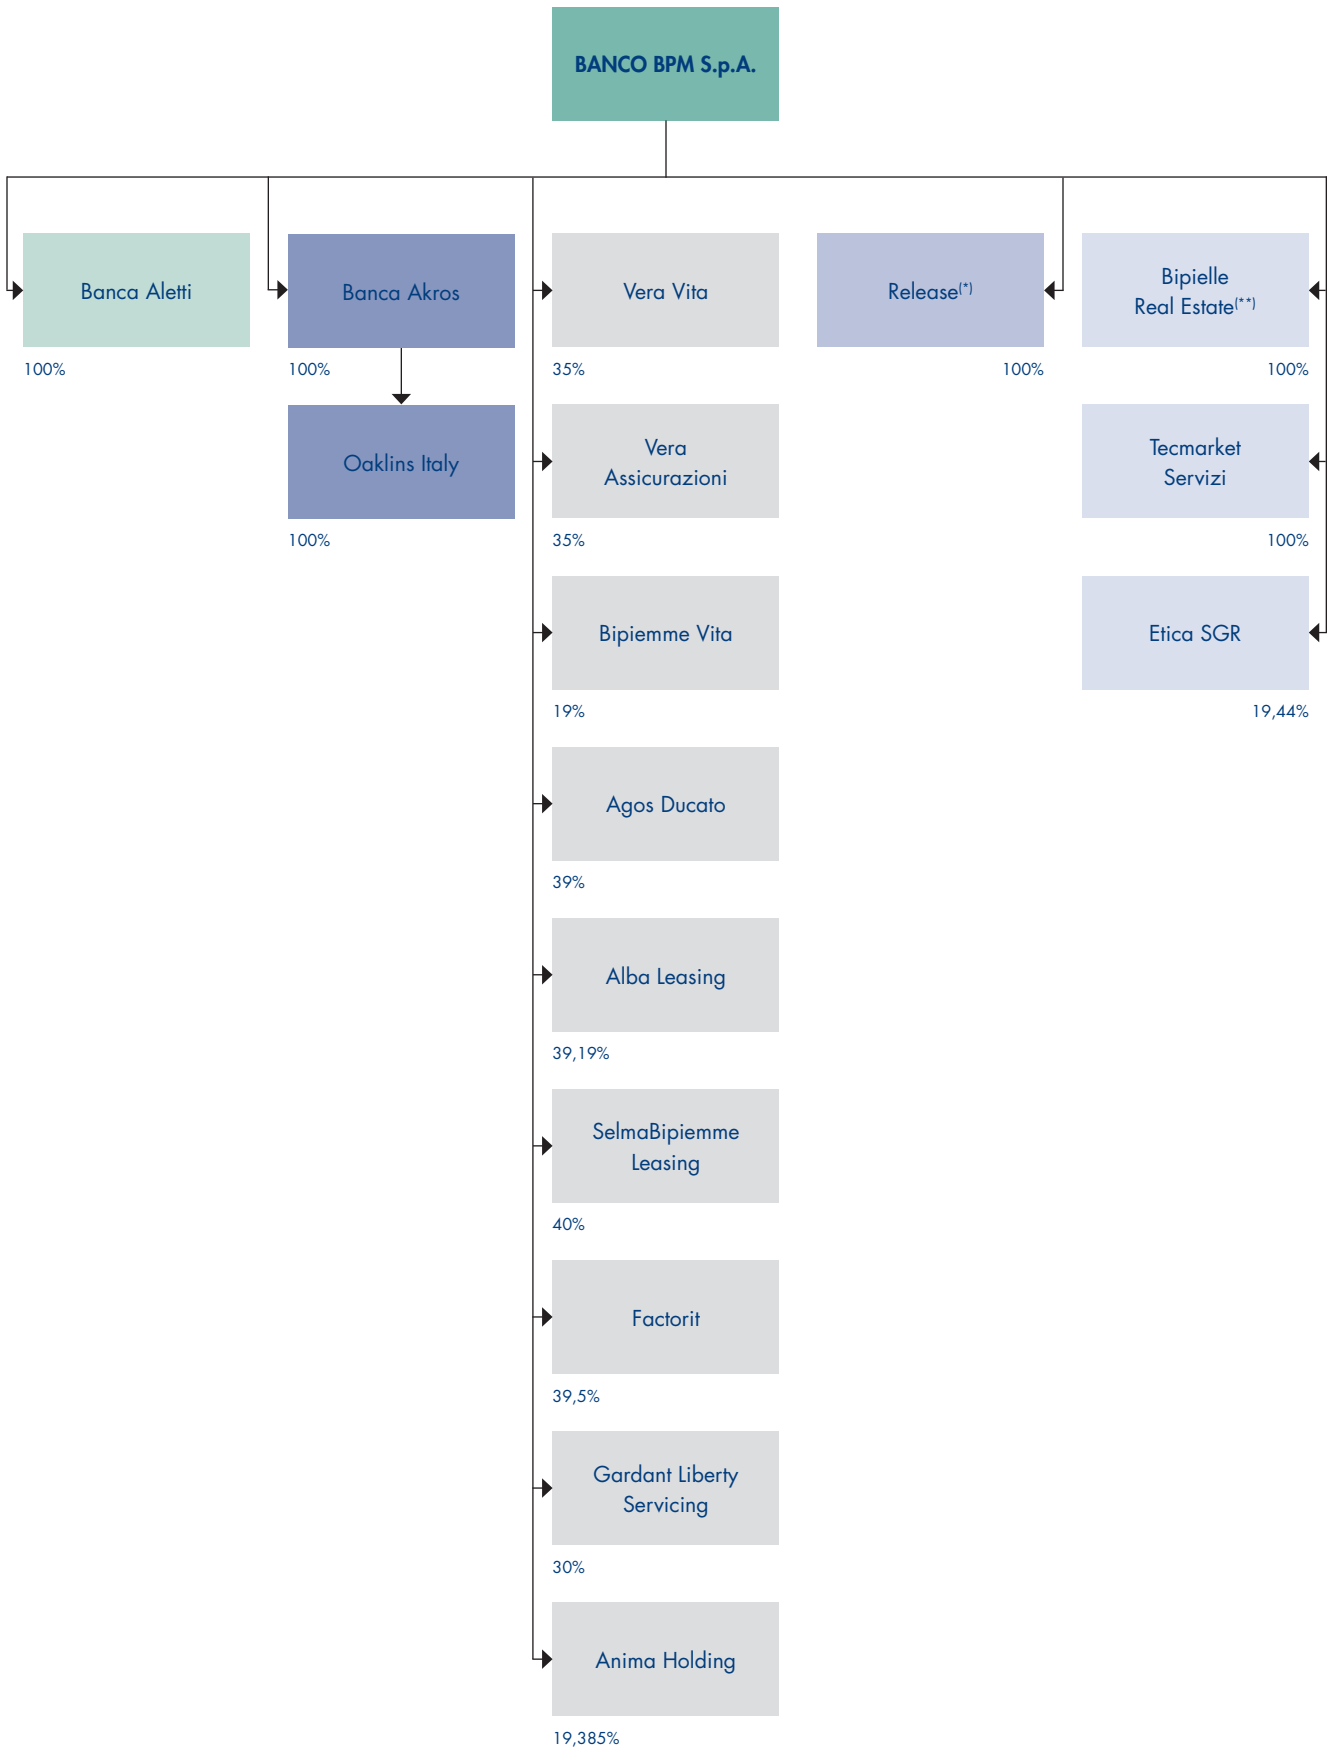 BANCO BPM S.p.A.
Banca Aletti
100%
Banca Akros
100%
Oaklins Italy
100%
Vera Vita
35%
Vera
Assicurazioni
35%
Bipiemme Vita
19%
Agos Ducato
39%
Alba Leasing
39,19%
SelmaBipiemme
Leasing
40%
Factorit
39,5%
Gardant Liberty
Servicing
30%
Anima Holding
19,385%
Release(*)
100%
Bipielle
Real Estate(**)
100%
Tecmarket
Servizi
100%
Etica SGR
19,44%